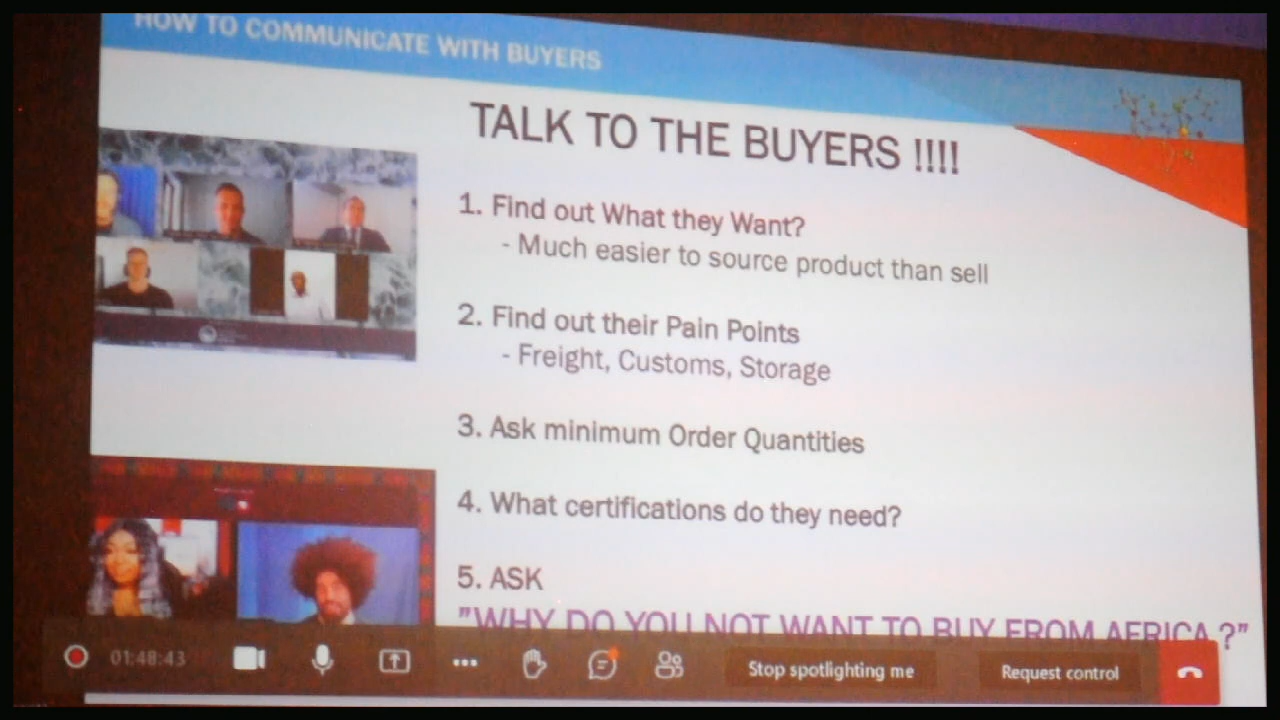 HOW TO COMMUNICATE WITH BUYERS
TALK TO THE BUYERS !!!!
1. Find out What they Want?
- Much easier to source product than sell
2. Find out their Pain Points
- Freight, Customs, Storage
3. Ask minimum Order Quantities
4. What certifications do they need?
5. ASK
"WHY DO YOU NOT WANT TO BUY FROM AFRICA ?"
01:48:43
Stop spotlighting me
Request control